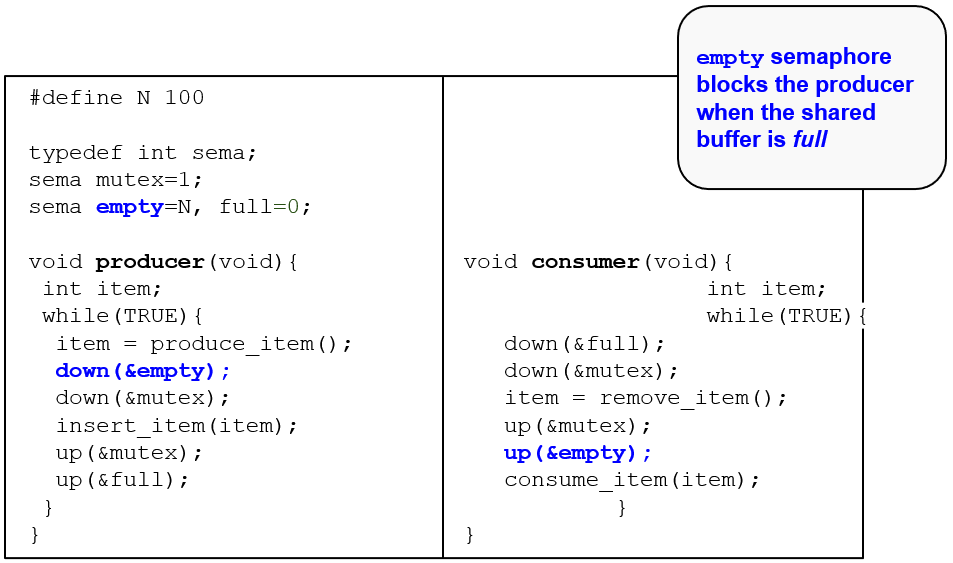 empty semaphore
blocks the producer
when the shared
buffer is full
#define N 100
typedef int sema;
sema mutex=1;
sema empty=N, full=0;
void producer(void){
int item;
while(TRUE){
item = produce_item();
down(&empty);
down(&mutex);
insert_item(item);
up(&mutex);
up(&full);
}
}
void consumer(void){
int item;
while(TRUE){
down(&full);
down(&mutex);
item = remove_item();
up(&mutex);
up(&empty);
consume_item(item);
}
}